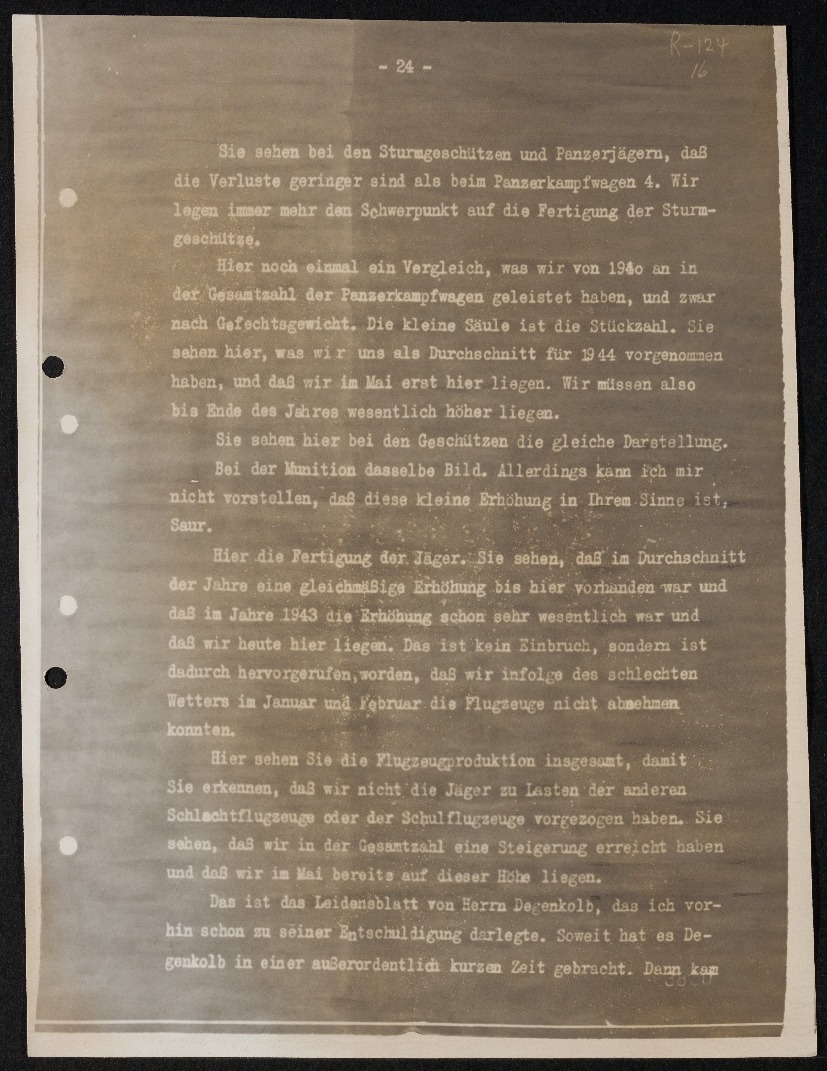 R-124
16
- 24 -
Sie sehen bei den Sturmgeschützen und Panzerjägern, daß
die Verluste geringer sind als beim Panzerkampfwagen 4. Wir
legen immer mehr den Schwerpunkt auf die Fertigung der Sturm-
geschütze.
Hier noch einmal ein Vergleich, was wir von 194o an in
der Gesamtzahl der Panzerkampfwagen geleistet haben, und zwar
nach Gefechtsgewicht. Die kleine Säule ist die Stückzahl. Sie
sehen hier, was wir uns als Durchschnitt für 1944 vorgenommen
haben, und daß wir im Mai erst hier liegen. Wir müssen also
bis Ende des Jahres wesentlich höher liegen.
Sie sehen hier bei den Geschützen die gleiche Darstellung.
Bei der Munition dasselbe Bild. Allerdings kann ich mir
nicht vorstellen, daß diese kleine Erhöhung in Ihrem Sinne ist,
Saur.
Hier die Fertigung der Jäger. Sie sehen, daß im Durchschnitt
der Jahre eine gleichmäßige Erhöhung bis hier vorhanden war und
daß im Jahre 1943 die Erhöhung schon sehr wesentlich war und
daß wir heute hier liegen. Das ist kein Einbruch, sondern ist
dadurch hervorgerufen,worden, daß wir infolge des schlechten
Wetters im Januar und Februar die Flugzeuge nicht abnehmen
konnten.
Hier sehen Sie die Flugzeugproduktion insgesamt, damit
Sie erkennen, daß wir nicht die Jäger zu Lasten der anderen
Schlachtflugzeuge oder der Schulflugzeuge vorgezogen haben. Sie
sehen, daß wir in der Gesamtzahl eine Steigerung erreicht haben
und daß wir im Mai bereits auf dieser Höhe liegen.
Das ist das Leidensblatt von Herrn Degenkolb, das ich vor-
hin schon zu seiner Entschuldigung darlegte. Soweit hat es De-
genkolb in einer außerordentlich kurzen Zeit gebracht. Dann kam